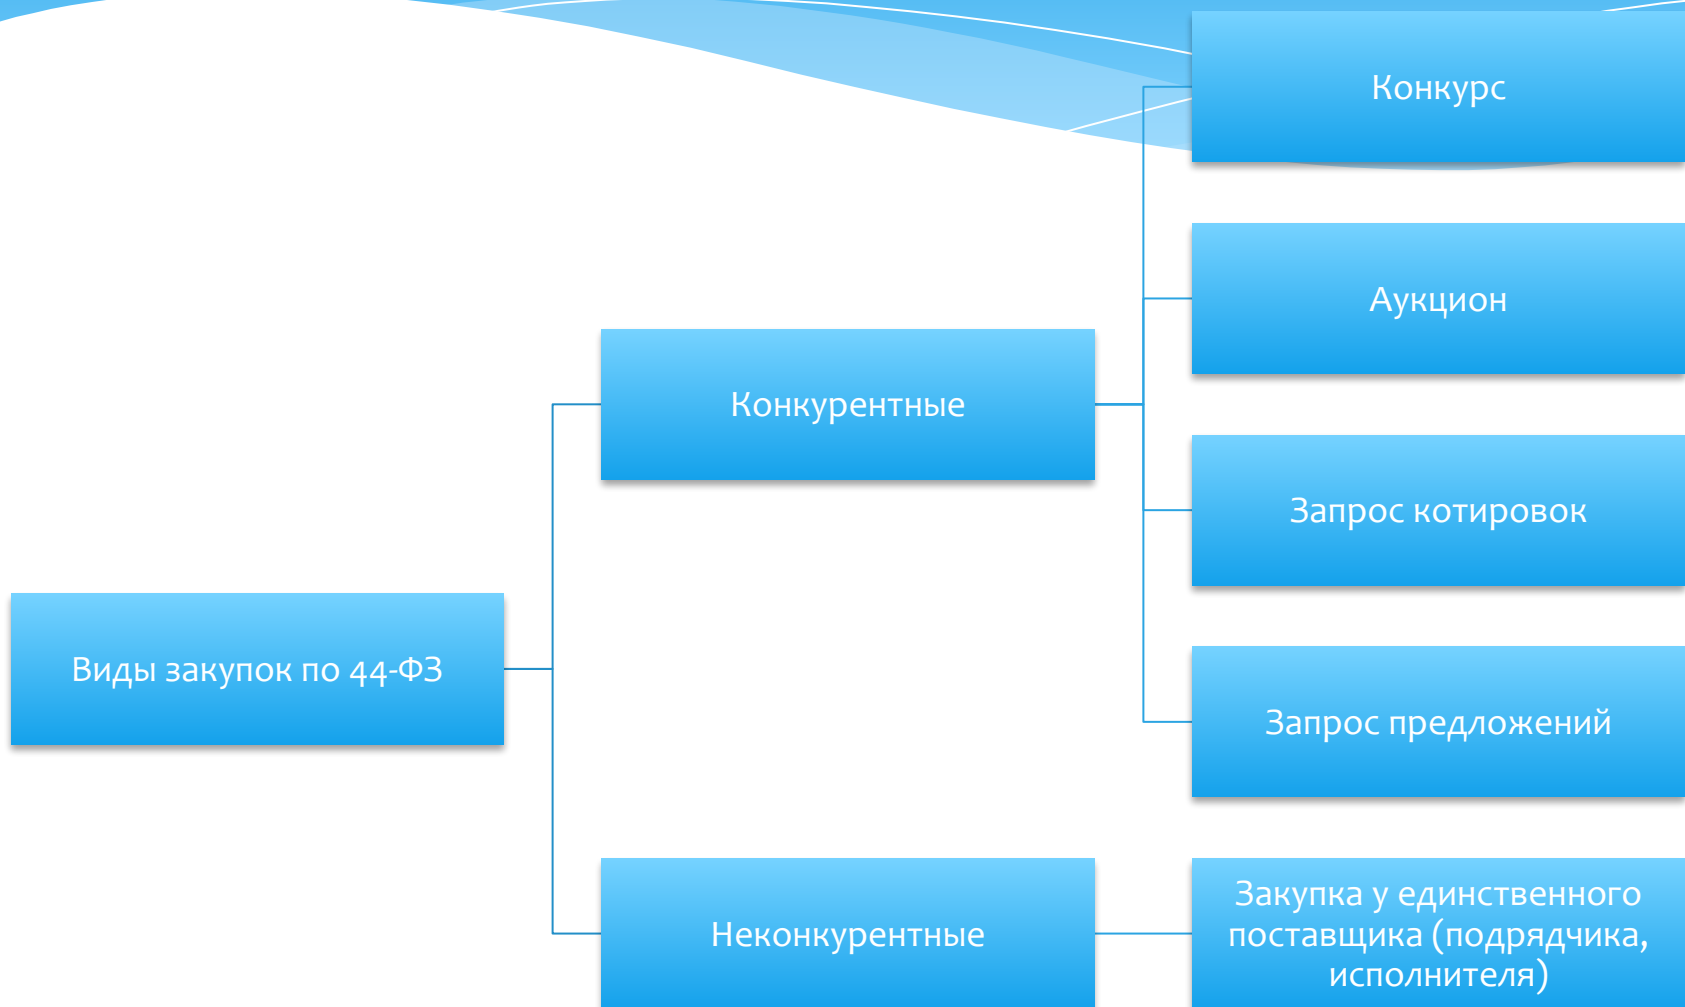 Конкурс
Аукцион
Конкурентные
Запрос котировок
Виды закупок по 44-ФЗ
Запрос предложений
Неконкурентные
Закупка у единственного
поставщика (подрядчика,
исполнителя)